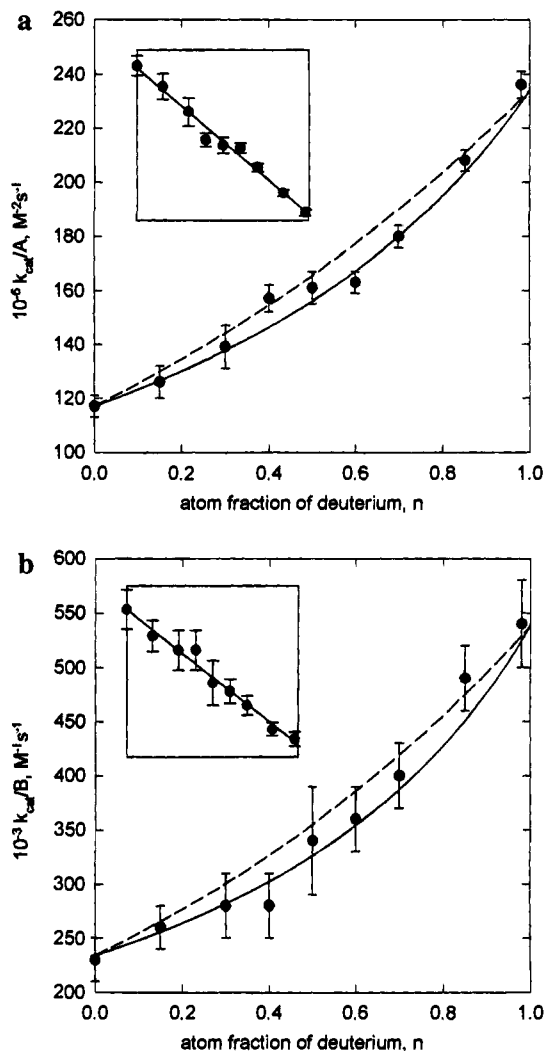 a
260
240
220
200
180
160
140
120
100
10⁻⁶ kcat/A, M⁻²s⁻¹
0.0 0.2 0.4 0.6 0.8 1.0
atom fraction of deuterium, n
b
600
550
500
450
400
350
300
250
200
10⁻³ kcat/B, M⁻¹s⁻¹
0.0 0.2 0.4 0.6 0.8 1.0
atom fraction of deuterium, n